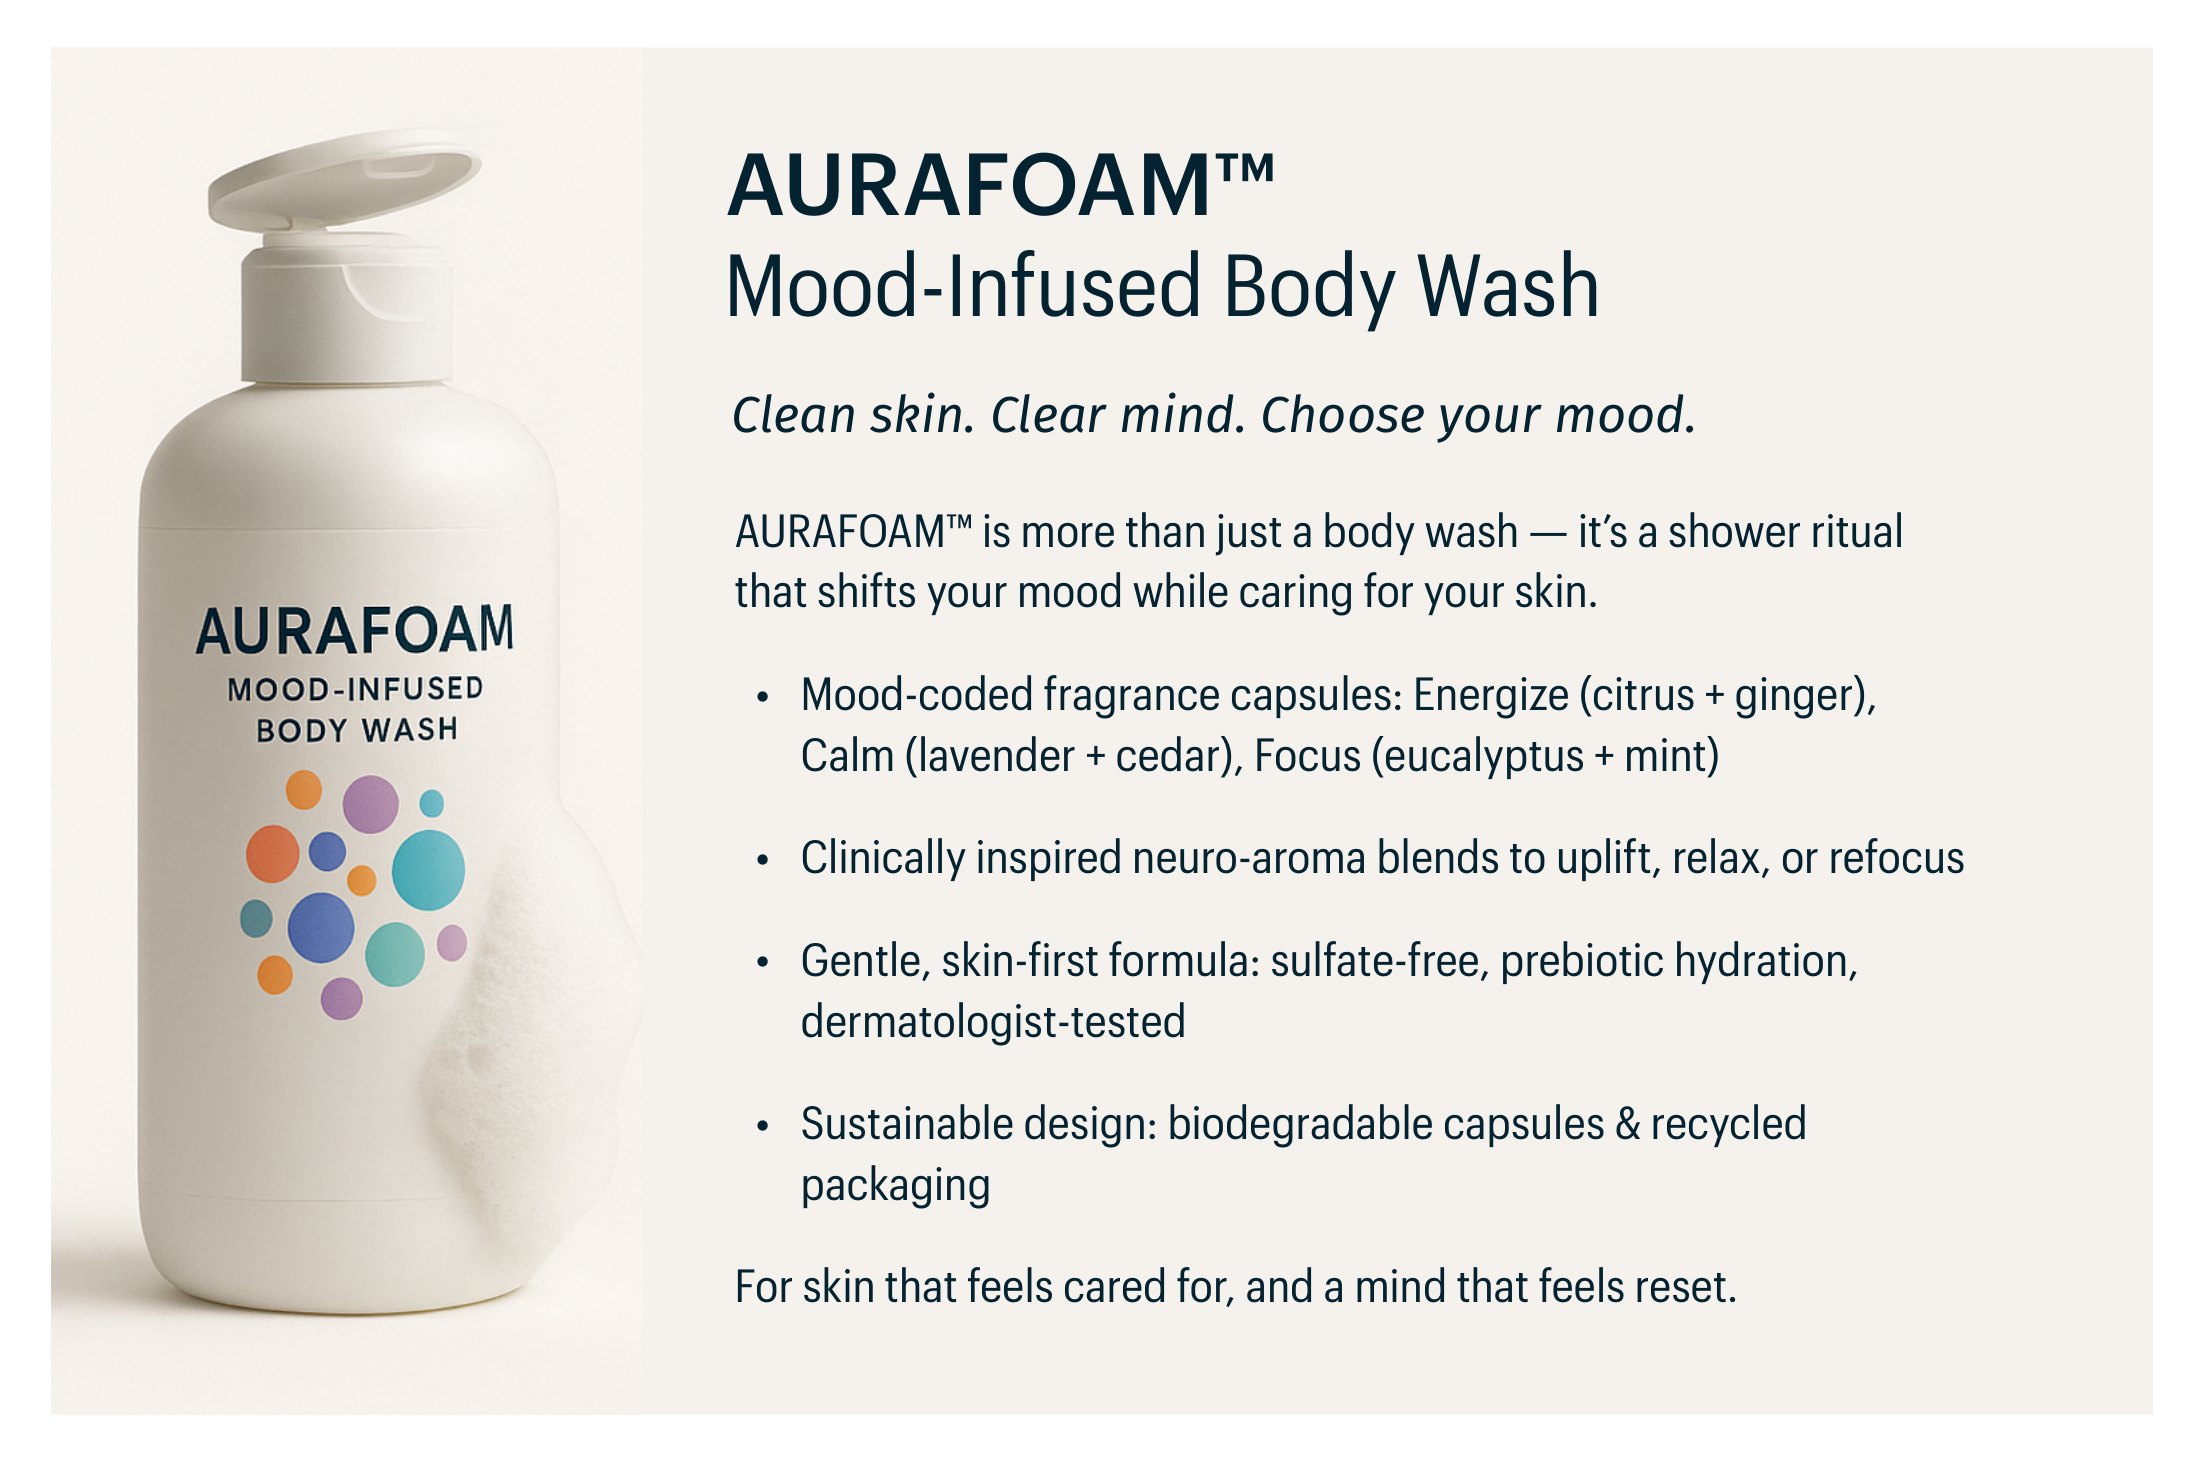 AURAFOAM
MOOD-INFUSED
BODY WASH
AURAFOAM™
Mood-Infused Body Wash
Clean skin. Clear mind. Choose your mood.
AURAFOAM™ is more than just a body wash — it’s a shower ritual
that shifts your mood while caring for your skin.
• Mood-coded fragrance capsules: Energize (citrus + ginger),
Calm (lavender + cedar), Focus (eucalyptus + mint)
• Clinically inspired neuro-aroma blends to uplift, relax, or refocus
• Gentle, skin-first formula: sulfate-free, prebiotic hydration,
dermatologist-tested
• Sustainable design: biodegradable capsules & recycled
packaging
For skin that feels cared for, and a mind that feels reset.